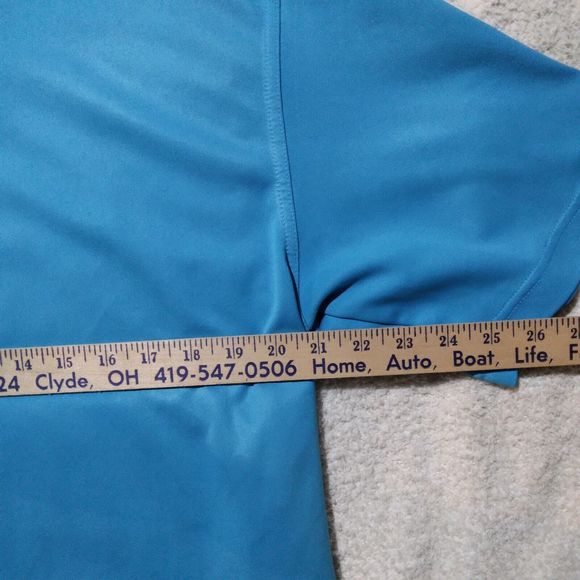 14 15 16 17 18 19 20 21 22 23 24 25 26
24 Clyde, OH 419-547-0506 Home, Auto, Boat, Life, F